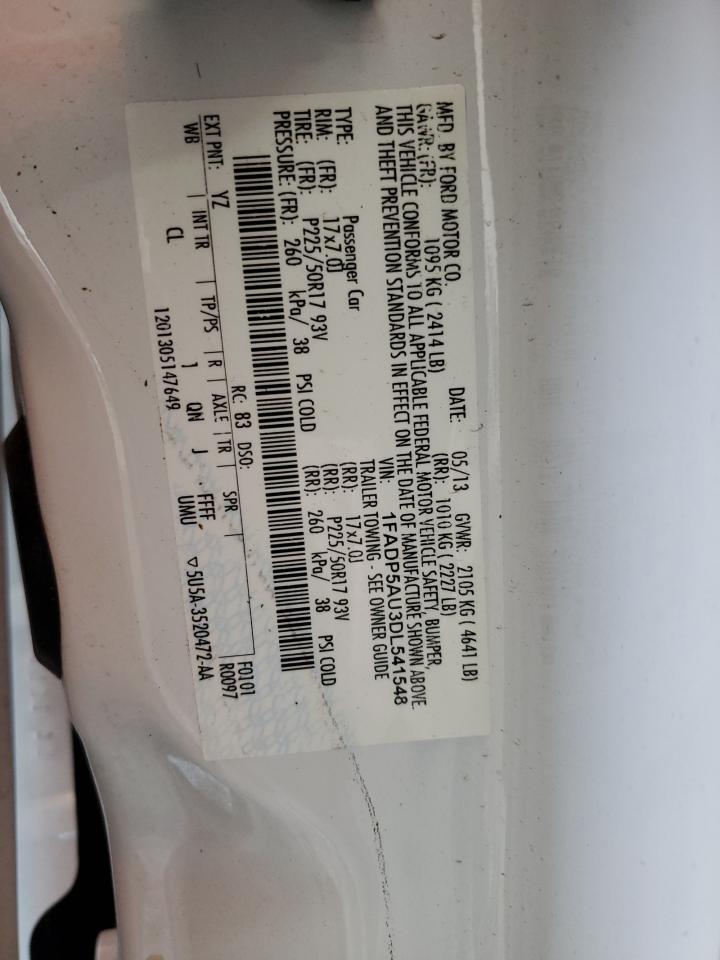 MFD. BY FORD MOTOR CO. DATE: 05/13 GVWR: 2105 KG ( 4641 LB)
GAWR: (FR): 1095 KG ( 2414 LB) (RR): 1010 KG ( 2227 LB)
THIS VEHICLE CONFORMS TO ALL APPLICABLE FEDERAL MOTOR VEHICLE SAFETY, BUMPER,
AND THEFT PREVENTION STANDARDS IN EFFECT ON THE DATE OF MANUFACTURE SHOWN ABOVE.
VIN: 1FADP5AU3DL541548
TYPE: Passenger Car TRAILER TOWING - SEE OWNER GUIDE
RIM: (FR): 17x7.0J (RR): 17x7.0J
TIRE: (FR): P225/50R17 93V (RR): P225/50R17 93V
PRESSURE: (FR): 260 kPa/ 38 PSI COLD (RR): 260 kPa/ 38 PSI COLD
EXT PNT: YZ RC: 83 DSO: F0101
WB INT TR TP/PS R AXLE TR SPR R0097
CL 1 QN J FFFF
1201305147649 UMU ▽5U5A-3520472-AA